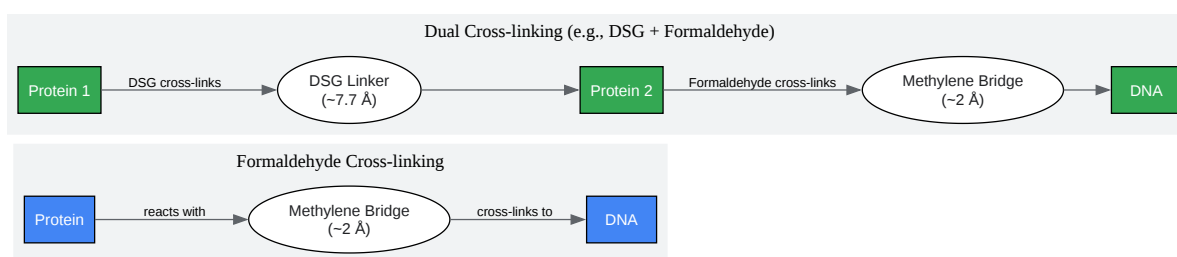 Dual Cross-linking (e.g., DSG + Formaldehyde)
Protein 1
DSG cross-links
DSG Linker
(~7.7 Å)
Protein 2
Formaldehyde cross-links
Methylene Bridge
(~2 Å)
DNA
Formaldehyde Cross-linking
Protein
reacts with
Methylene Bridge
(~2 Å)
cross-links to
DNA